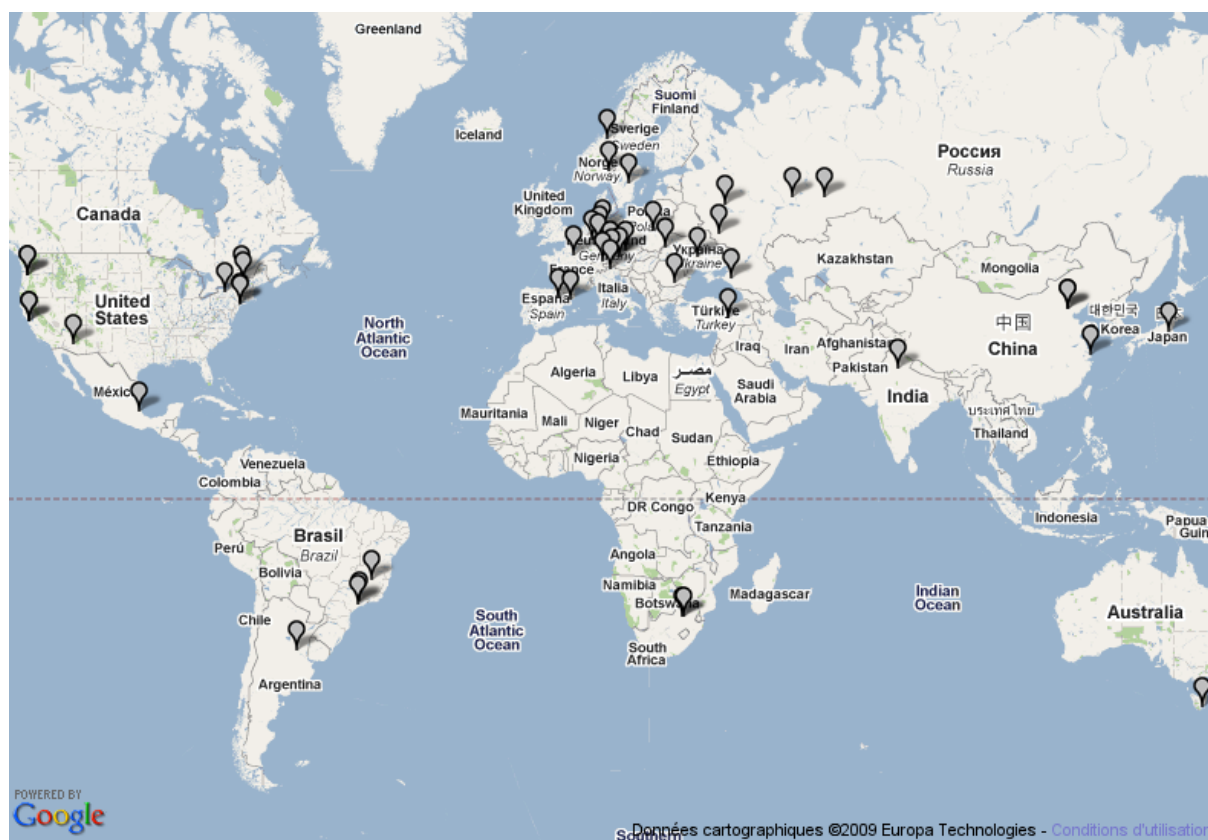 Greenland
Suomi
Finland
Iceland
Sverige
Sweden
Norge
Norway
Россия
Russia
Canada
United
Kingdom
Україна
Ukraine
Germany
France
Kazakhstan
Mongolia
United
States
Italia
Italy
España
Spain
Türkiye
Turkey
대한민국
Korea
Japan
中国
China
North
Atlantic
Ocean
Iraq
Iran
Afghanistan
Pakistan
Algeria
Libya
مصر
Egypt
Saudi
Arabia
India
México
Mauritania
Mali
Niger
Chad
Sudan
ประเทศไทย
Thailand
Nigeria
Ethiopia
Venezuela
Colombia
DR Congo
Kenya
Indonesia
Papua
Tanzania
Brasil
Brazil
Perú
Angola
Bolivia
Namibia
Botswana
Madagascar
Indian
Ocean
Australia
Chile
South
Atlantic
Ocean
South
Africa
Argentina
POWERED BY
Google
Données cartographiques ©2009 Europa Technologies - Conditions d'utilisation